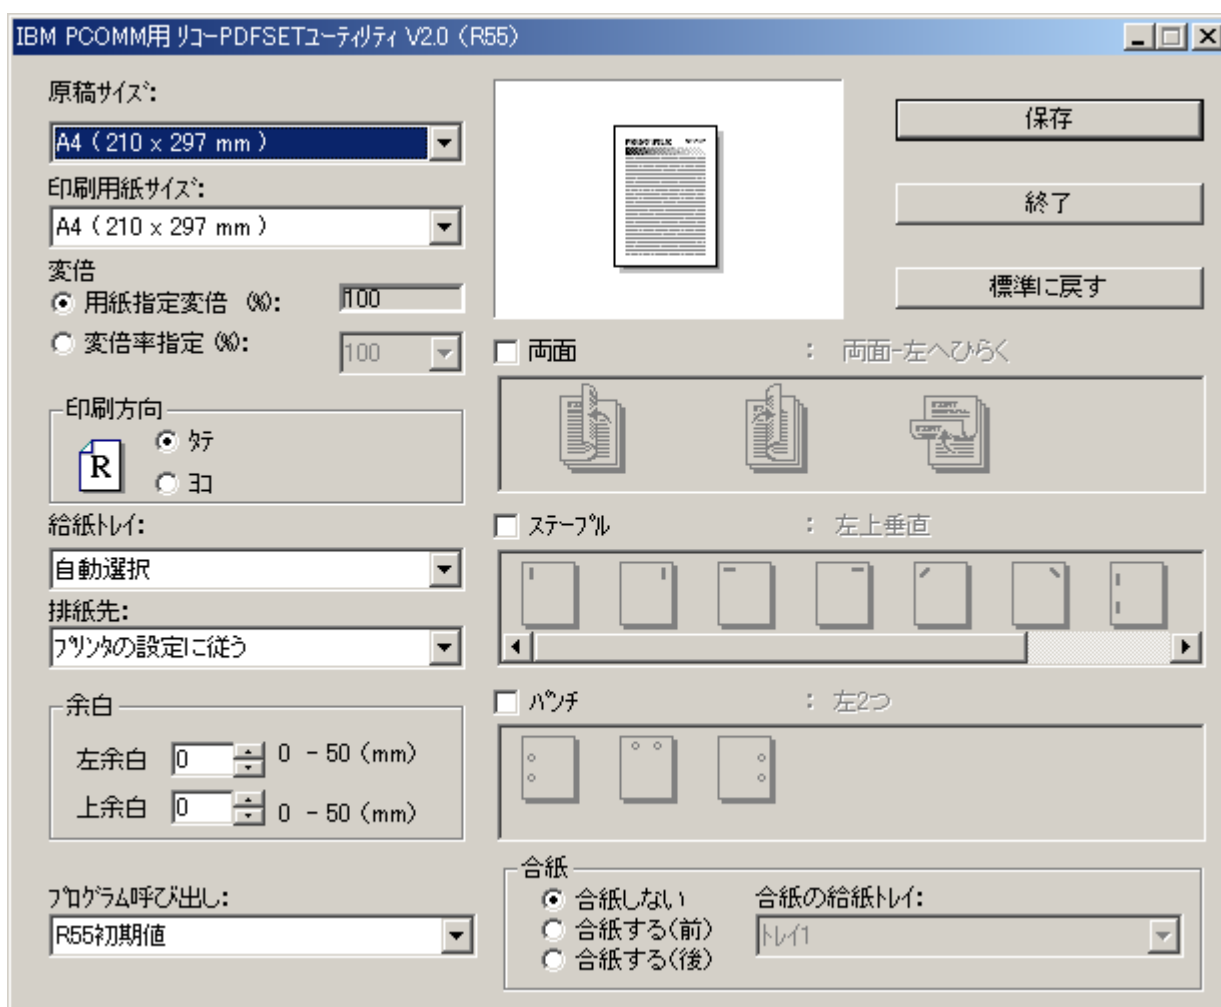 IBM PCOMM用 ﾘｺｰPDFSETﾕｰﾃｨﾘﾃｨ V2.0（R55）
原稿ｻｲｽﾞ:
A4 ( 210 x 297 mm )
印刷用紙ｻｲｽﾞ:
A4 ( 210 x 297 mm )
変倍
用紙指定変倍 (%): 100
変倍率指定 (%): 100
印刷方向
R
ﾀﾃ
ﾖｺ
給紙ﾄﾚｲ:
自動選択
排紙先:
ﾌﾟﾘﾝﾀの設定に従う
余白
左余白 0 0 - 50 (mm)
上余白 0 0 - 50 (mm)
ﾌﾟﾛｸﾞﾗﾑ呼び出し:
R55初期値
保存
終了
標準に戻す
両面 : 両面-左へひらく
ｽﾃｰﾌﾟﾙ : 左上垂直
ﾊﾟﾝﾁ : 左2つ
合紙
合紙しない
合紙する(前)
合紙する(後)
合紙の給紙ﾄﾚｲ:
ﾄﾚｲ1